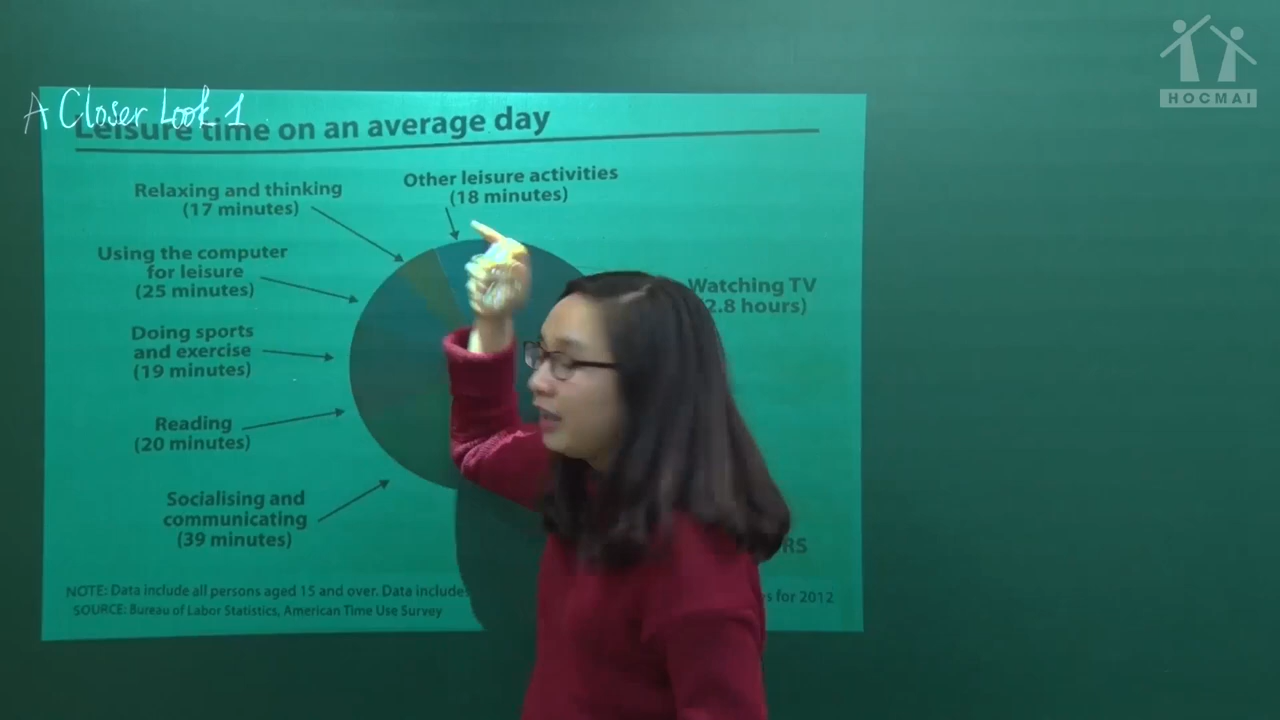 HOCMAI
A Closer Look 1
Leisure time on an average day
Other leisure activities
(18 minutes)
Relaxing and thinking
(17 minutes)
Using the computer
for leisure
(25 minutes)
Watching TV
(2.8 hours)
Doing sports
and exercise
(19 minutes)
Reading
(20 minutes)
Socialising and
communicating
(39 minutes)
NOTE: Data include all persons aged 15 and over. Data includes for 2012
SOURCE: Bureau of Labor Statistics, American Time Use Survey